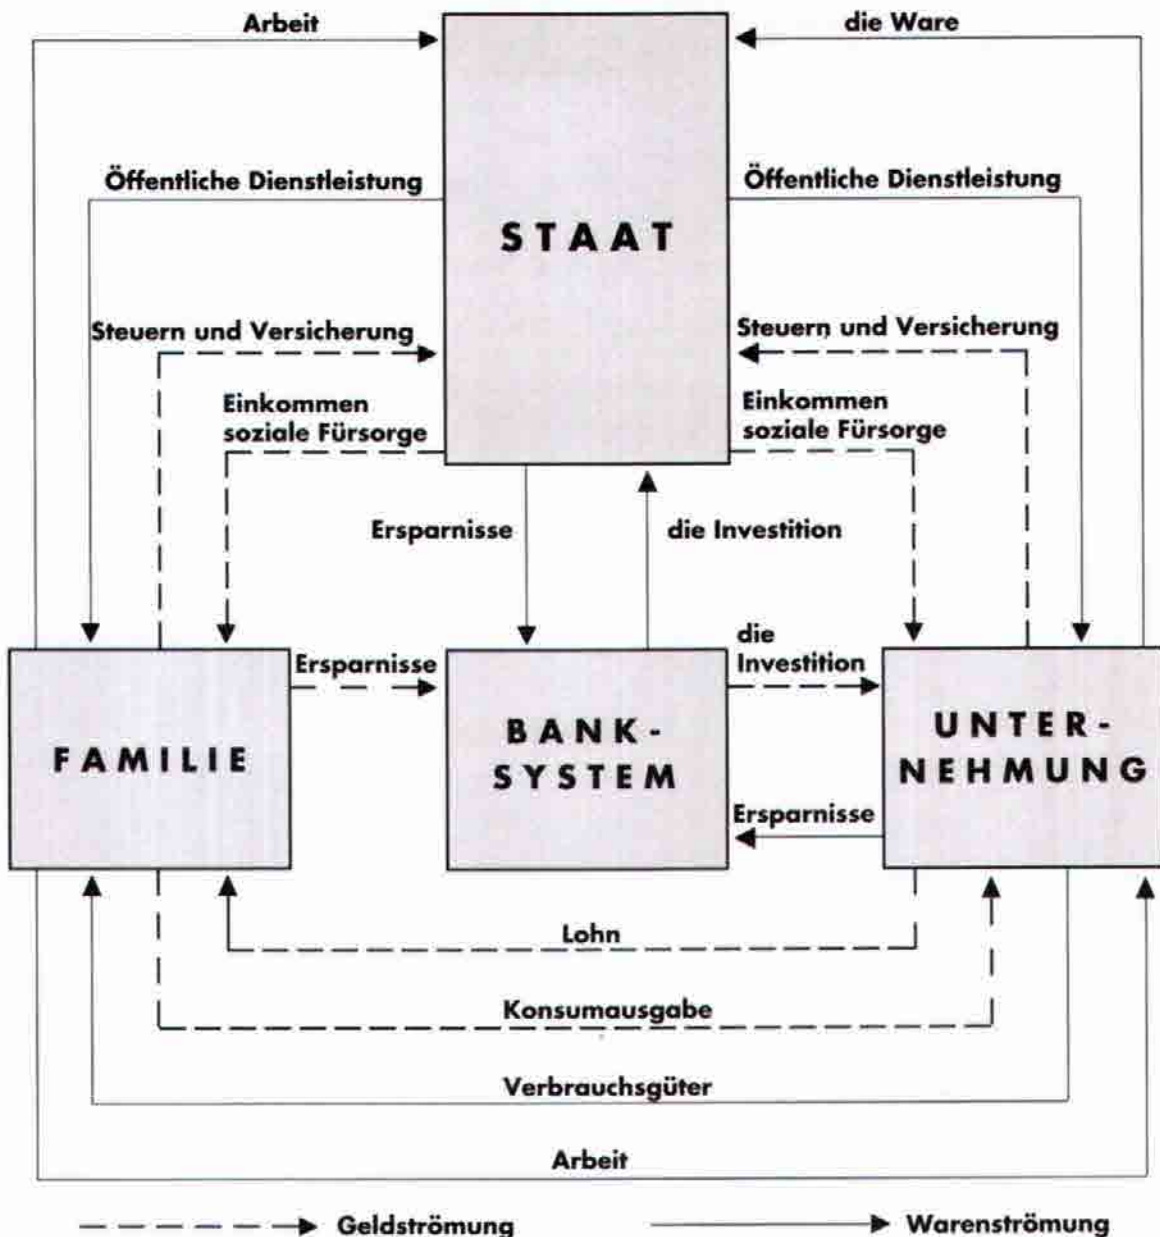 Arbeit
die Ware
Öffentliche Dienstleistung
Öffentliche Dienstleistung
STAAT
Steuern und Versicherung
Steuern und Versicherung
Einkommen
soziale Fürsorge
Einkommen
soziale Fürsorge
Ersparnisse
die Investition
Ersparnisse
die
Investition
FAMILIE
BANK-
SYSTEM
UNTER-
NEHMUNG
Ersparnisse
Lohn
Konsumausgabe
Verbrauchsgüter
Arbeit
Geldströmung
Warenströmung